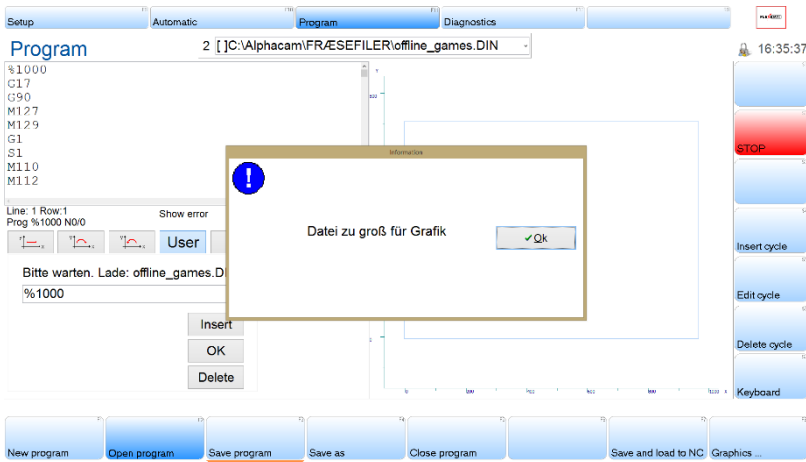 Setup
Automatic
Program
Diagnostics
Program
2 [ ]C:\Alphacam\FRÆSEFILER\offline_games.DIN
16:35:37
%1000
G17
G90
M127
M129
G1
S1
M110
M112
Information
Datei zu groß für Grafik
Ok
STOP
Insert cycle
Edit cycle
Delete cycle
Keyboard
Line: 1 Row:1
Show error
Prog %1000 N0/0
User
Bitte warten. Lade: offline_games.DI
%1000
Insert
OK
Delete
New program
Open program
Save program
Save as
Close program
Save and load to NC
Graphics ...